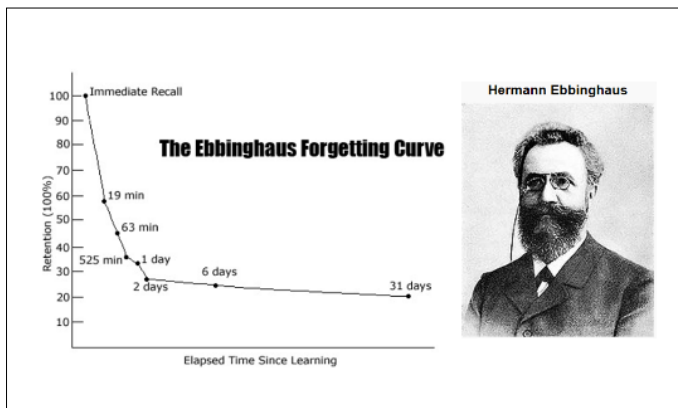 Hermann Ebbinghaus
The Ebbinghaus Forgetting Curve
Retention (100%)
100
90
80
70
60
50
40
30
20
10
Immediate Recall
19 min
63 min
525 min
1 day
2 days
6 days
31 days
Elapsed Time Since Learning